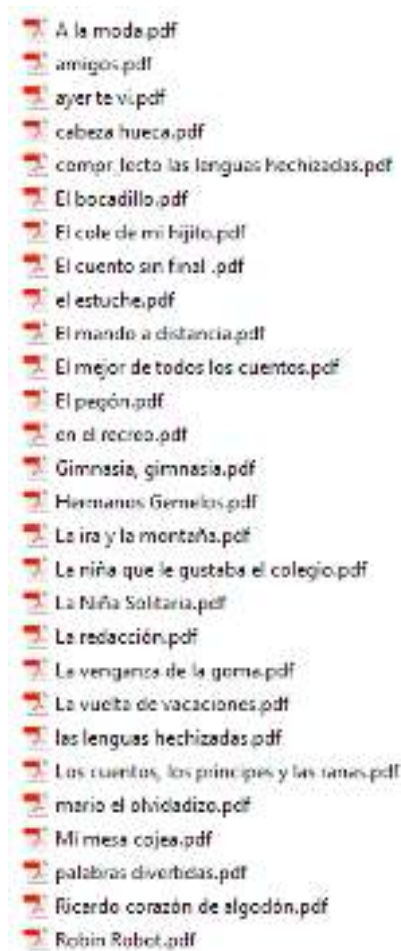 A la moda.pdf
amigos.pdf
ayer te vi.pdf
cabeza hueca.pdf
compr lecto las lenguas hechizadas.pdf
El bocadillo.pdf
El cole de mi hijito.pdf
El cuento sin final .pdf
el estuche.pdf
El mando a distancia.pdf
El mejor de todos los cuentos.pdf
El pegón.pdf
en el recreo.pdf
Gimnasia, gimnasia.pdf
Hermanos Gemelos.pdf
La ira y la montaña.pdf
La niña que le gustaba el colegio.pdf
La Niña Solitaria.pdf
La redacción.pdf
La venganza de la goma.pdf
La vuelta de vacaciones.pdf
las lenguas hechizadas.pdf
Los cuentos, los principes y las ranas.pdf
mario el olvidadizo.pdf
Mi mesa cojea.pdf
palabras divertidas.pdf
Ricardo corazón de algodón.pdf
Robin Robot.pdf